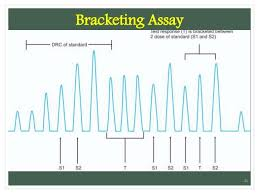 Bracketing Assay
Test response (T) is bracketed between
2 dose of standard (S1 and S2)
DRC of standard
S1 S2 T S1 S2 S1 T S2